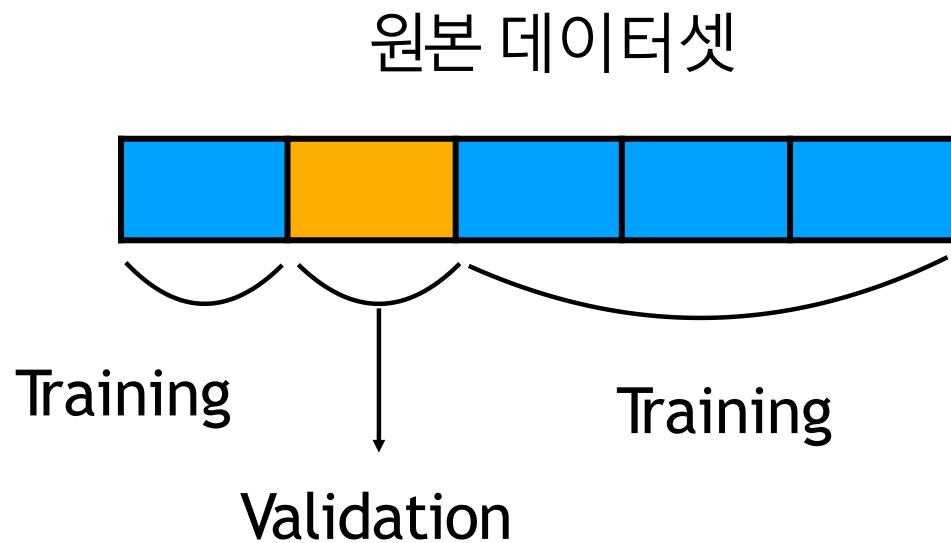 원본 데이터셋
Training
Training
Validation